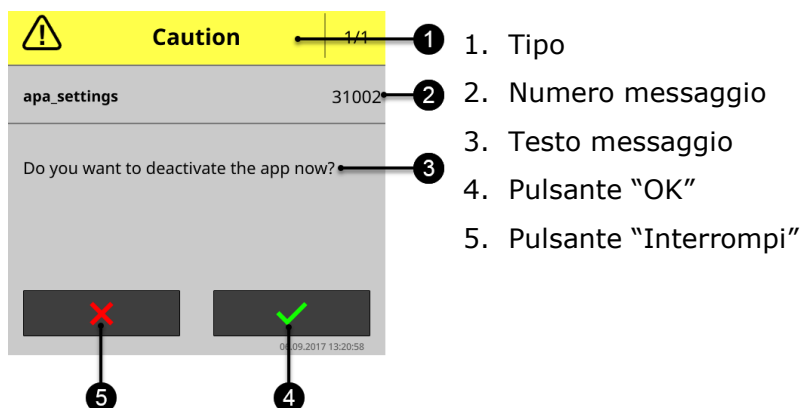 Caution 1/1
apa_settings 31002
Do you want to deactivate the app now?
06.09.2017 13:20:58
1
2
3
4
5
1. Tipo
2. Numero messaggio
3. Testo messaggio
4. Pulsante “OK”
5. Pulsante “Interrompi”